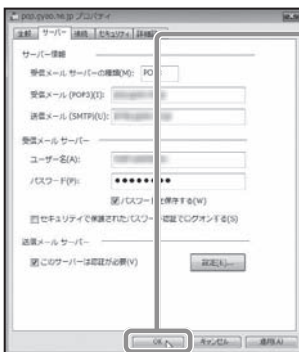 pop.gyao.ne.jp プロパティ
全般 サーバー 接続 セキュリティ 詳細設定
サーバー情報
受信メール サーバーの種類(M): POP3
受信メール (POP3)(I):
送信メール (SMTP)(U):
受信メール サーバー
ユーザー名(A):
パスワード(P): ●●●●●●●●
パスワードを保存する(W)
セキュリティで保護されたパスワード認証でログオンする(S)
送信メール サーバー
このサーバーは認証が必要(V) 設定(E)...
OK キャンセル 適用(A)